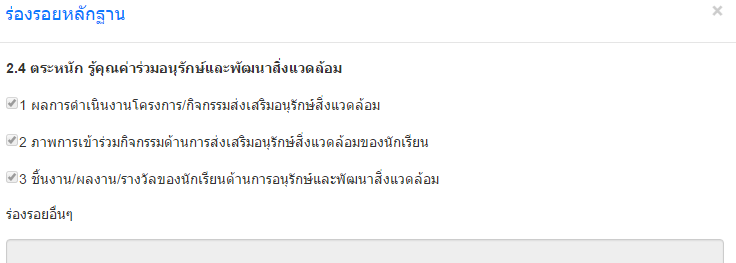 ร่องรอยหลักฐาน ×
2.4 ตระหนัก รู้คุณค่าร่วมอนุรักษ์และพัฒนาสิ่งแวดล้อม
1 ผลการดำเนินงานโครงการ/กิจกรรมส่งเสริมอนุรักษ์สิ่งแวดล้อม
2 ภาพการเข้าร่วมกิจกรรมด้านการส่งเสริมอนุรักษ์สิ่งแวดล้อมของนักเรียน
3 ชิ้นงาน/ผลงาน/รางวัลของนักเรียนด้านการอนุรักษ์และพัฒนาสิ่งแวดล้อม
ร่องรอยอื่นๆ